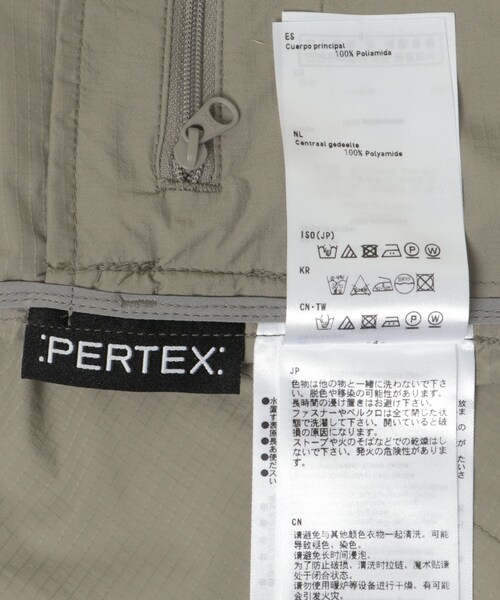 ES
Cuerpo principal
100% Poliamida
NL
Centraal gedeelte
100% Polyamide
ISO(JP)
KR
CN·TW
:PERTEX:
JP
色物は他の物と一緒に洗わないで下さい。脱色や移染の可能性があります。
長時間の浸け置きはお避け下さい。
ファスナーやベルクロは全て閉じた状態で洗濯して下さい。開いていると破損の原因になります。
ストーブや火のそばなどでの乾燥はしないで下さい。発火の危険性があります。
CN
请避免与其他颜色衣物一起清洗，可能导致褪色、染色。
请避免长时间浸泡。
为了防止破损，清洗时拉链、魔术贴请处于闭合状态。
请勿使用暖炉等设备进行干燥，有可能会引发火灾。